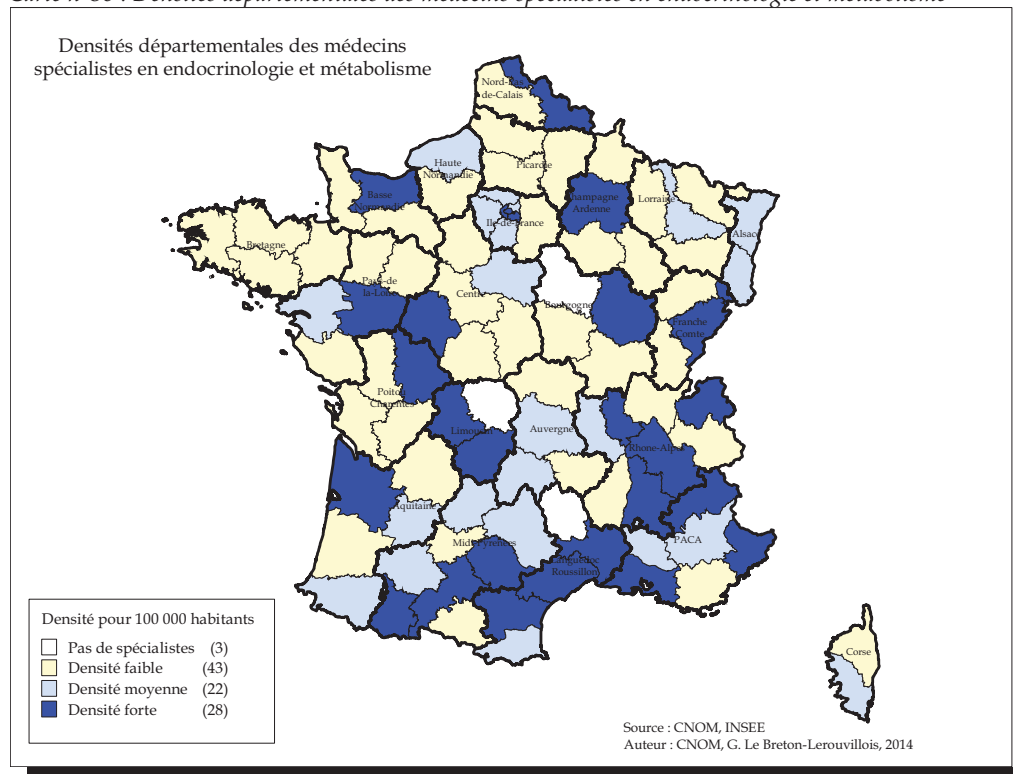 Densités départementales des médecins
spécialistes en endocrinologie et métabolisme
Nord-Pas
de-Calais
Haute
Normandie
Picardie
Basse
Normandie
Champagne
Ardenne
Lorraine
Ile-de-France
Alsace
Bretagne
Pays-de
la-Loire
Centre
Bourgogne
Franche
Comte
Poitou
Charentes
Limousin
Auvergne
Rhone-Alpes
Aquitaine
Midi-Pyrénées
PACA
Languedoc
Roussillon
Corse
Densité pour 100 000 habitants
Pas de spécialistes (3)
Densité faible (43)
Densité moyenne (22)
Densité forte (28)
Source : CNOM, INSEE
Auteur : CNOM, G. Le Breton-Lerouvillois, 2014